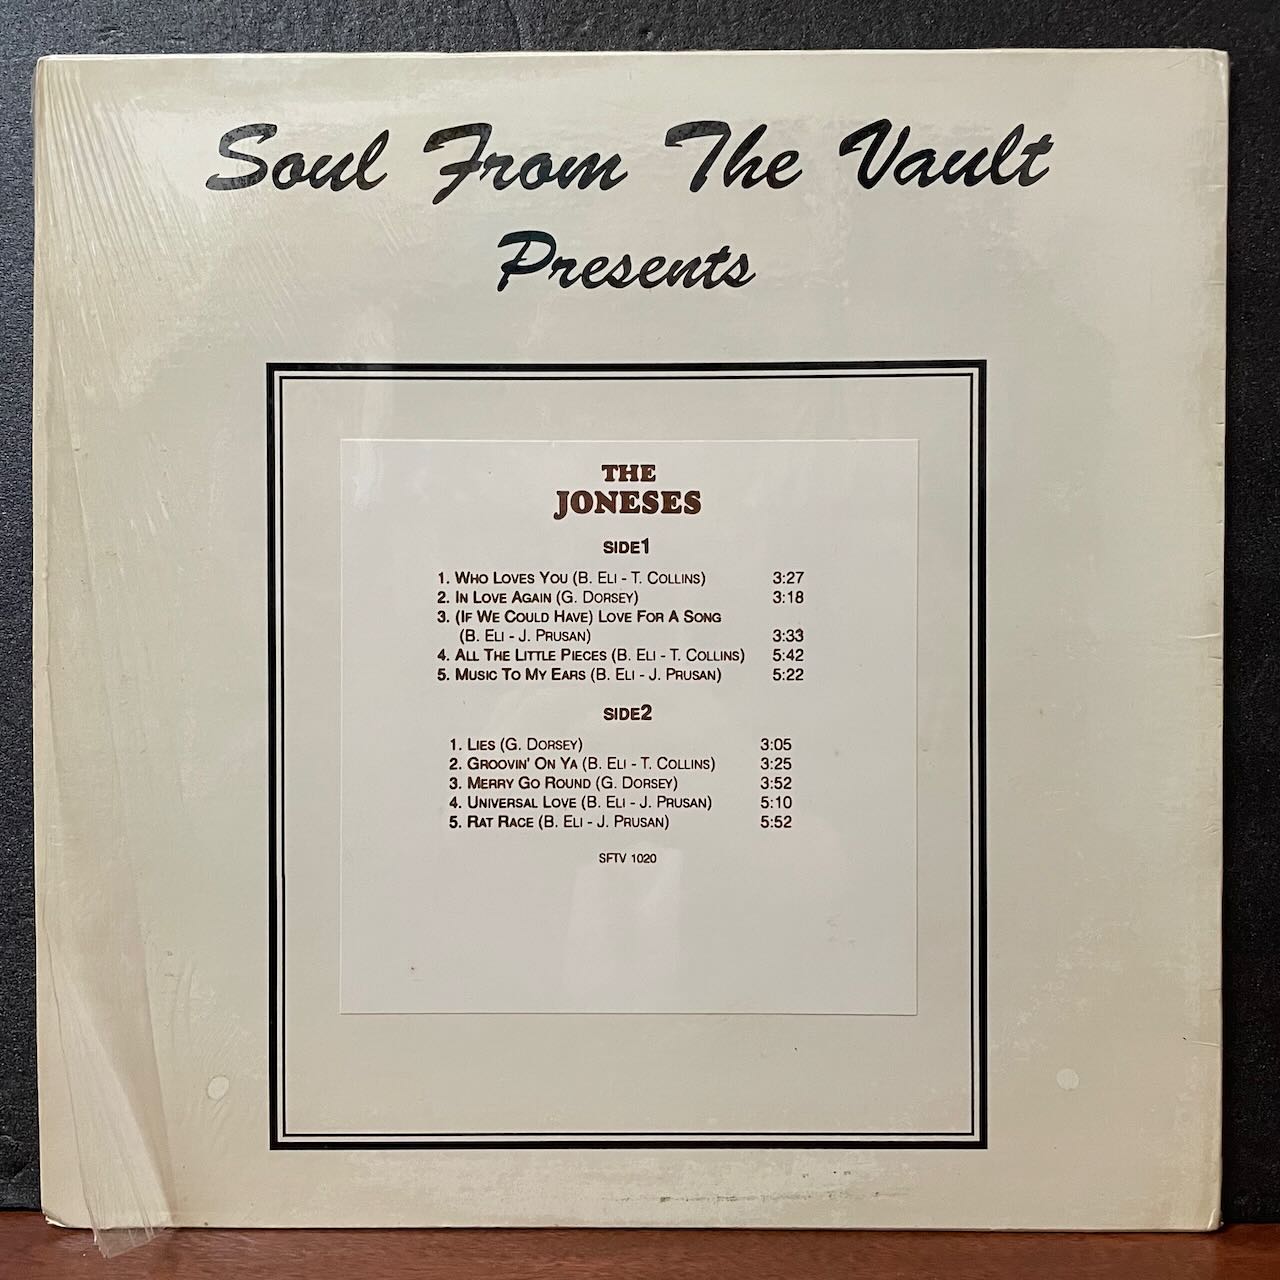 Soul From The Vault
Presents
THE
JONESES
SIDE1
1. WHO LOVES YOU (B. ELI - T. COLLINS) 3:27
2. IN LOVE AGAIN (G. DORSEY) 3:18
3. (IF WE COULD HAVE) LOVE FOR A SONG
(B. ELI - J. PRUSAN) 3:33
4. ALL THE LITTLE PIECES (B. ELI - T. COLLINS) 5:42
5. MUSIC TO MY EARS (B. ELI - J. PRUSAN) 5:22
SIDE2
1. LIES (G. DORSEY) 3:05
2. GROOVIN' ON YA (B. ELI - T. COLLINS) 3:25
3. MERRY GO ROUND (G. DORSEY) 3:52
4. UNIVERSAL LOVE (B. ELI - J. PRUSAN) 5:10
5. RAT RACE (B. ELI - J. PRUSAN) 5:52
SFTV 1020